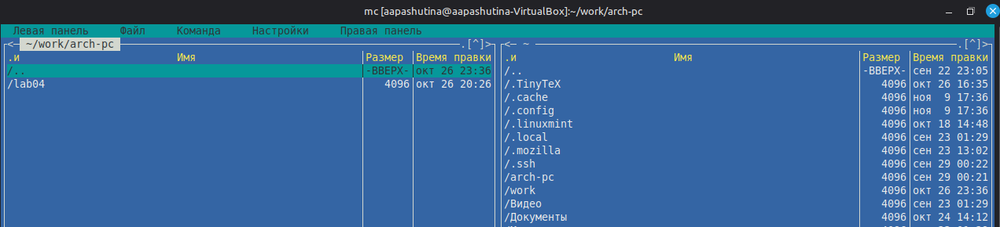 mc [aapashutina@aapashutina-VirtualBox]:~/work/arch-pc
Левая панель Файл Команда Настройки Правая панель
<— ~/work/arch-pc .[^]>
.и Имя Размер Время правки
/.. -ВВЕРХ- окт 26 23:36
/lab04 4096 окт 26 20:26
<— ~ .[^]>
.и Имя Размер Время правки
/.. -ВВЕРХ- сен 22 23:05
/.TinyTeX 4096 окт 26 16:35
/.cache 4096 ноя 9 17:36
/.config 4096 ноя 9 17:36
/.linuxmint 4096 окт 18 14:48
/.local 4096 сен 23 01:29
/.mozilla 4096 сен 23 13:02
/.ssh 4096 сен 29 00:22
/arch-pc 4096 сен 29 00:21
/work 4096 окт 26 23:36
/Видео 4096 сен 23 01:29
/Документы 4096 окт 24 14:12